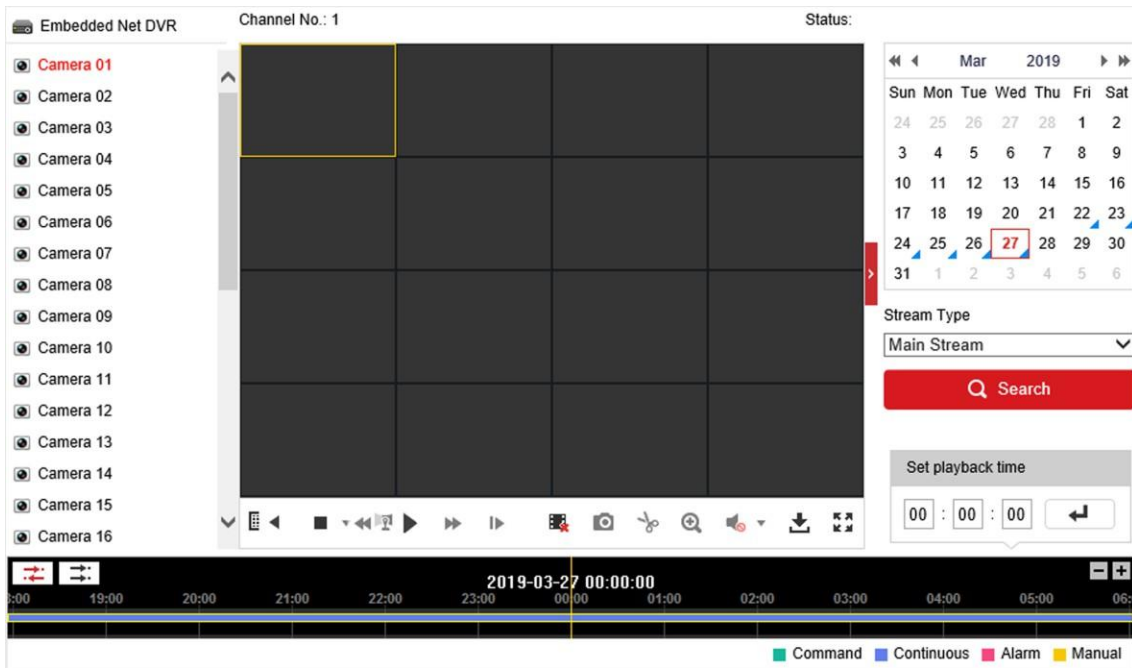 Embedded Net DVR
Camera 01
Camera 02
Camera 03
Camera 04
Camera 05
Camera 06
Camera 07
Camera 08
Camera 09
Camera 10
Camera 11
Camera 12
Camera 13
Camera 14
Camera 15
Camera 16
Channel No.: 1
Status:
Mar 2019
Sun Mon Tue Wed Thu Fri Sat
24 25 26 27 28 1 2
3 4 5 6 7 8 9
10 11 12 13 14 15 16
17 18 19 20 21 22 23
24 25 26 27 28 29 30
31 1 2 3 4 5 6
Stream Type
Main Stream
Search
Set playback time
00 : 00 : 00
2019-03-27 00:00:00
:00 19:00 20:00 21:00 22:00 23:00 00:00 01:00 02:00 03:00 04:00 05:00 06:
Command Continuous Alarm Manual